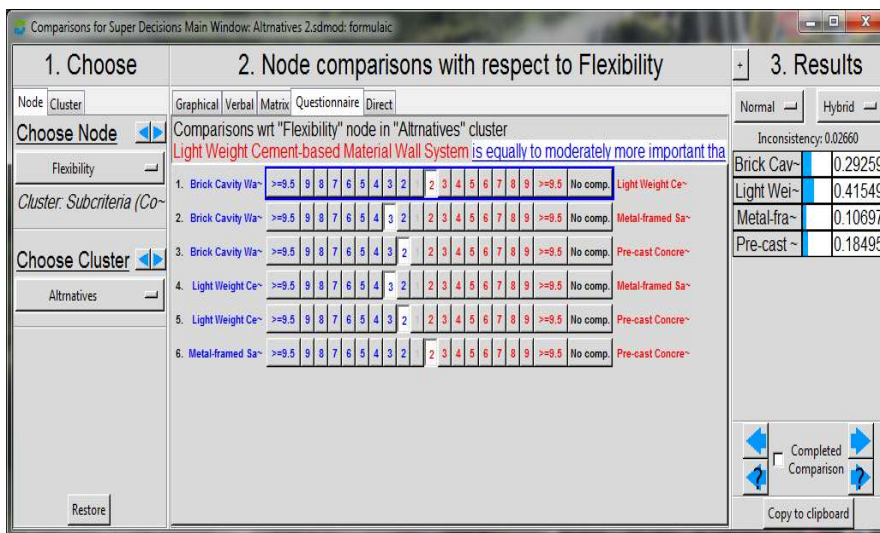 Comparisons for Super Decisions Main Window: Altrnatives 2.sdmod: formulaic
1. Choose
Node Cluster
Choose Node
Flexibility
Cluster: Subcriteria (Co~
Choose Cluster
Altrnatives
Restore
2. Node comparisons with respect to Flexibility
Graphical Verbal Matrix Questionnaire Direct
Comparisons wrt "Flexibility" node in "Altrnatives" cluster
Light Weight Cement-based Material Wall System is equally to moderately more important tha
1. Brick Cavity Wa~ >=9.5 9 8 7 6 5 4 3 2 1 2 3 4 5 6 7 8 9 >=9.5 No comp. Light Weight Ce~
2. Brick Cavity Wa~ >=9.5 9 8 7 6 5 4 3 2 1 2 3 4 5 6 7 8 9 >=9.5 No comp. Metal-framed Sa~
3. Brick Cavity Wa~ >=9.5 9 8 7 6 5 4 3 2 1 2 3 4 5 6 7 8 9 >=9.5 No comp. Pre-cast Concre~
4. Light Weight Ce~ >=9.5 9 8 7 6 5 4 3 2 1 2 3 4 5 6 7 8 9 >=9.5 No comp. Metal-framed Sa~
5. Light Weight Ce~ >=9.5 9 8 7 6 5 4 3 2 1 2 3 4 5 6 7 8 9 >=9.5 No comp. Pre-cast Concre~
6. Metal-framed Sa~ >=9.5 9 8 7 6 5 4 3 2 1 2 3 4 5 6 7 8 9 >=9.5 No comp. Pre-cast Concre~
+ 3. Results
Normal Hybrid
Inconsistency: 0.02660
Brick Cav~ 0.29259
Light Wei~ 0.41549
Metal-fra~ 0.10697
Pre-cast ~ 0.18495
Completed
Comparison
? ?
Copy to clipboard